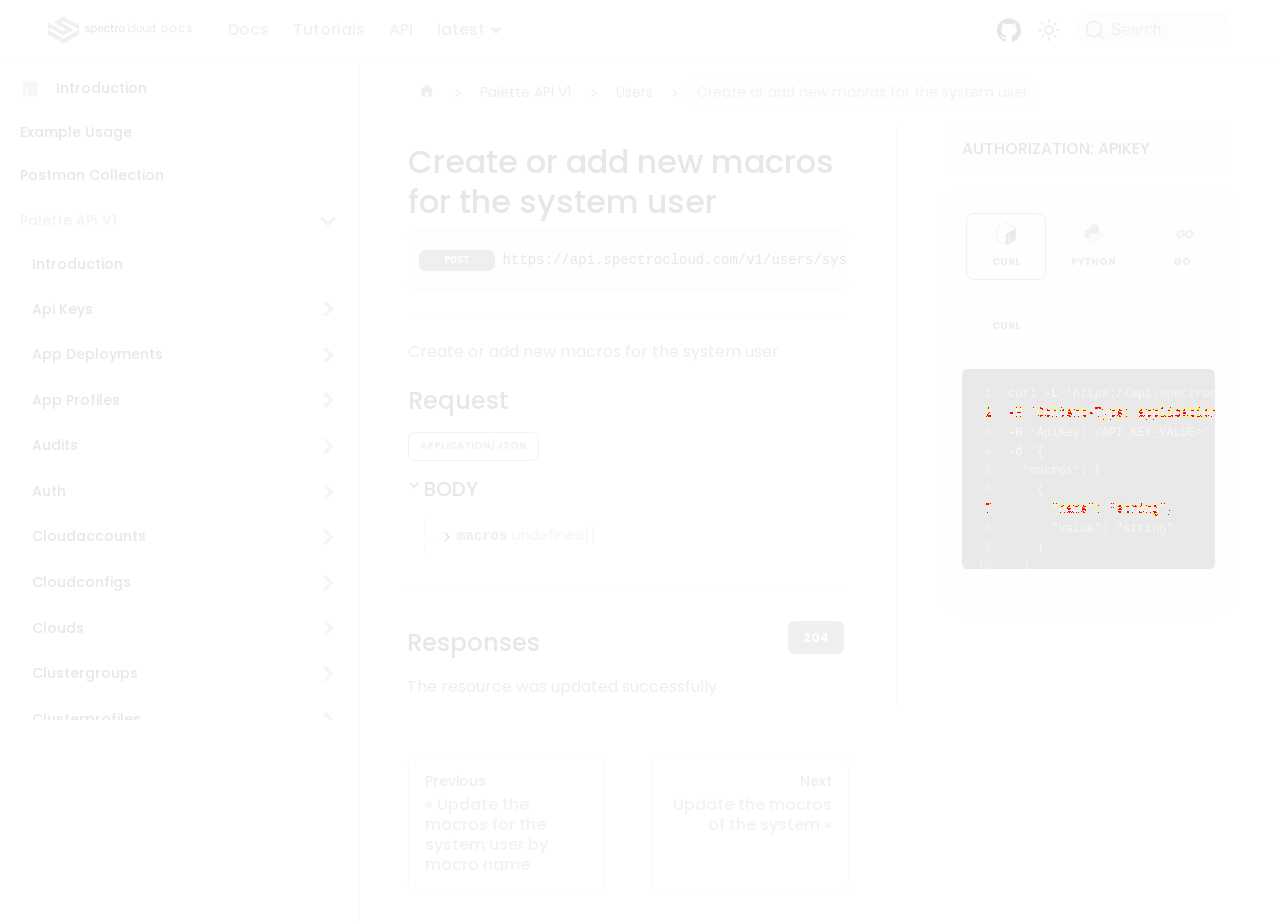 spectro cloud DOCS
Docs
Tutorials
API
latest
Search
Introduction
Example Usage
Postman Collection
Palette API V1
Introduction
Api Keys
App Deployments
App Profiles
Audits
Auth
Cloudaccounts
Cloudconfigs
Clouds
Clustergroups
Clusterprofiles
Palette API V1
Users
Create or add new macros for the system user
Create or add new macros
for the system user
POST https://api.spectrocloud.com/v1/users/sys
Create or add new macros for the system user
Request
APPLICATION/JSON
BODY
macros undefined[]
Responses
204
The resource was updated successfully
Previous
« Update the
macros for the
system user by
macro name
Next
Update the macros
of the system »
AUTHORIZATION: APIKEY
CURL
PYTHON
GO
CURL
1 curl -L 'https://api.spectroc
2 -H 'Content-Type: application
3 -H 'ApiKey: <API_KEY_VALUE>'
4 -d '{
5 "macros": [
6 {
7 "name": "string",
8 "value": "string"
9 }
10 ]